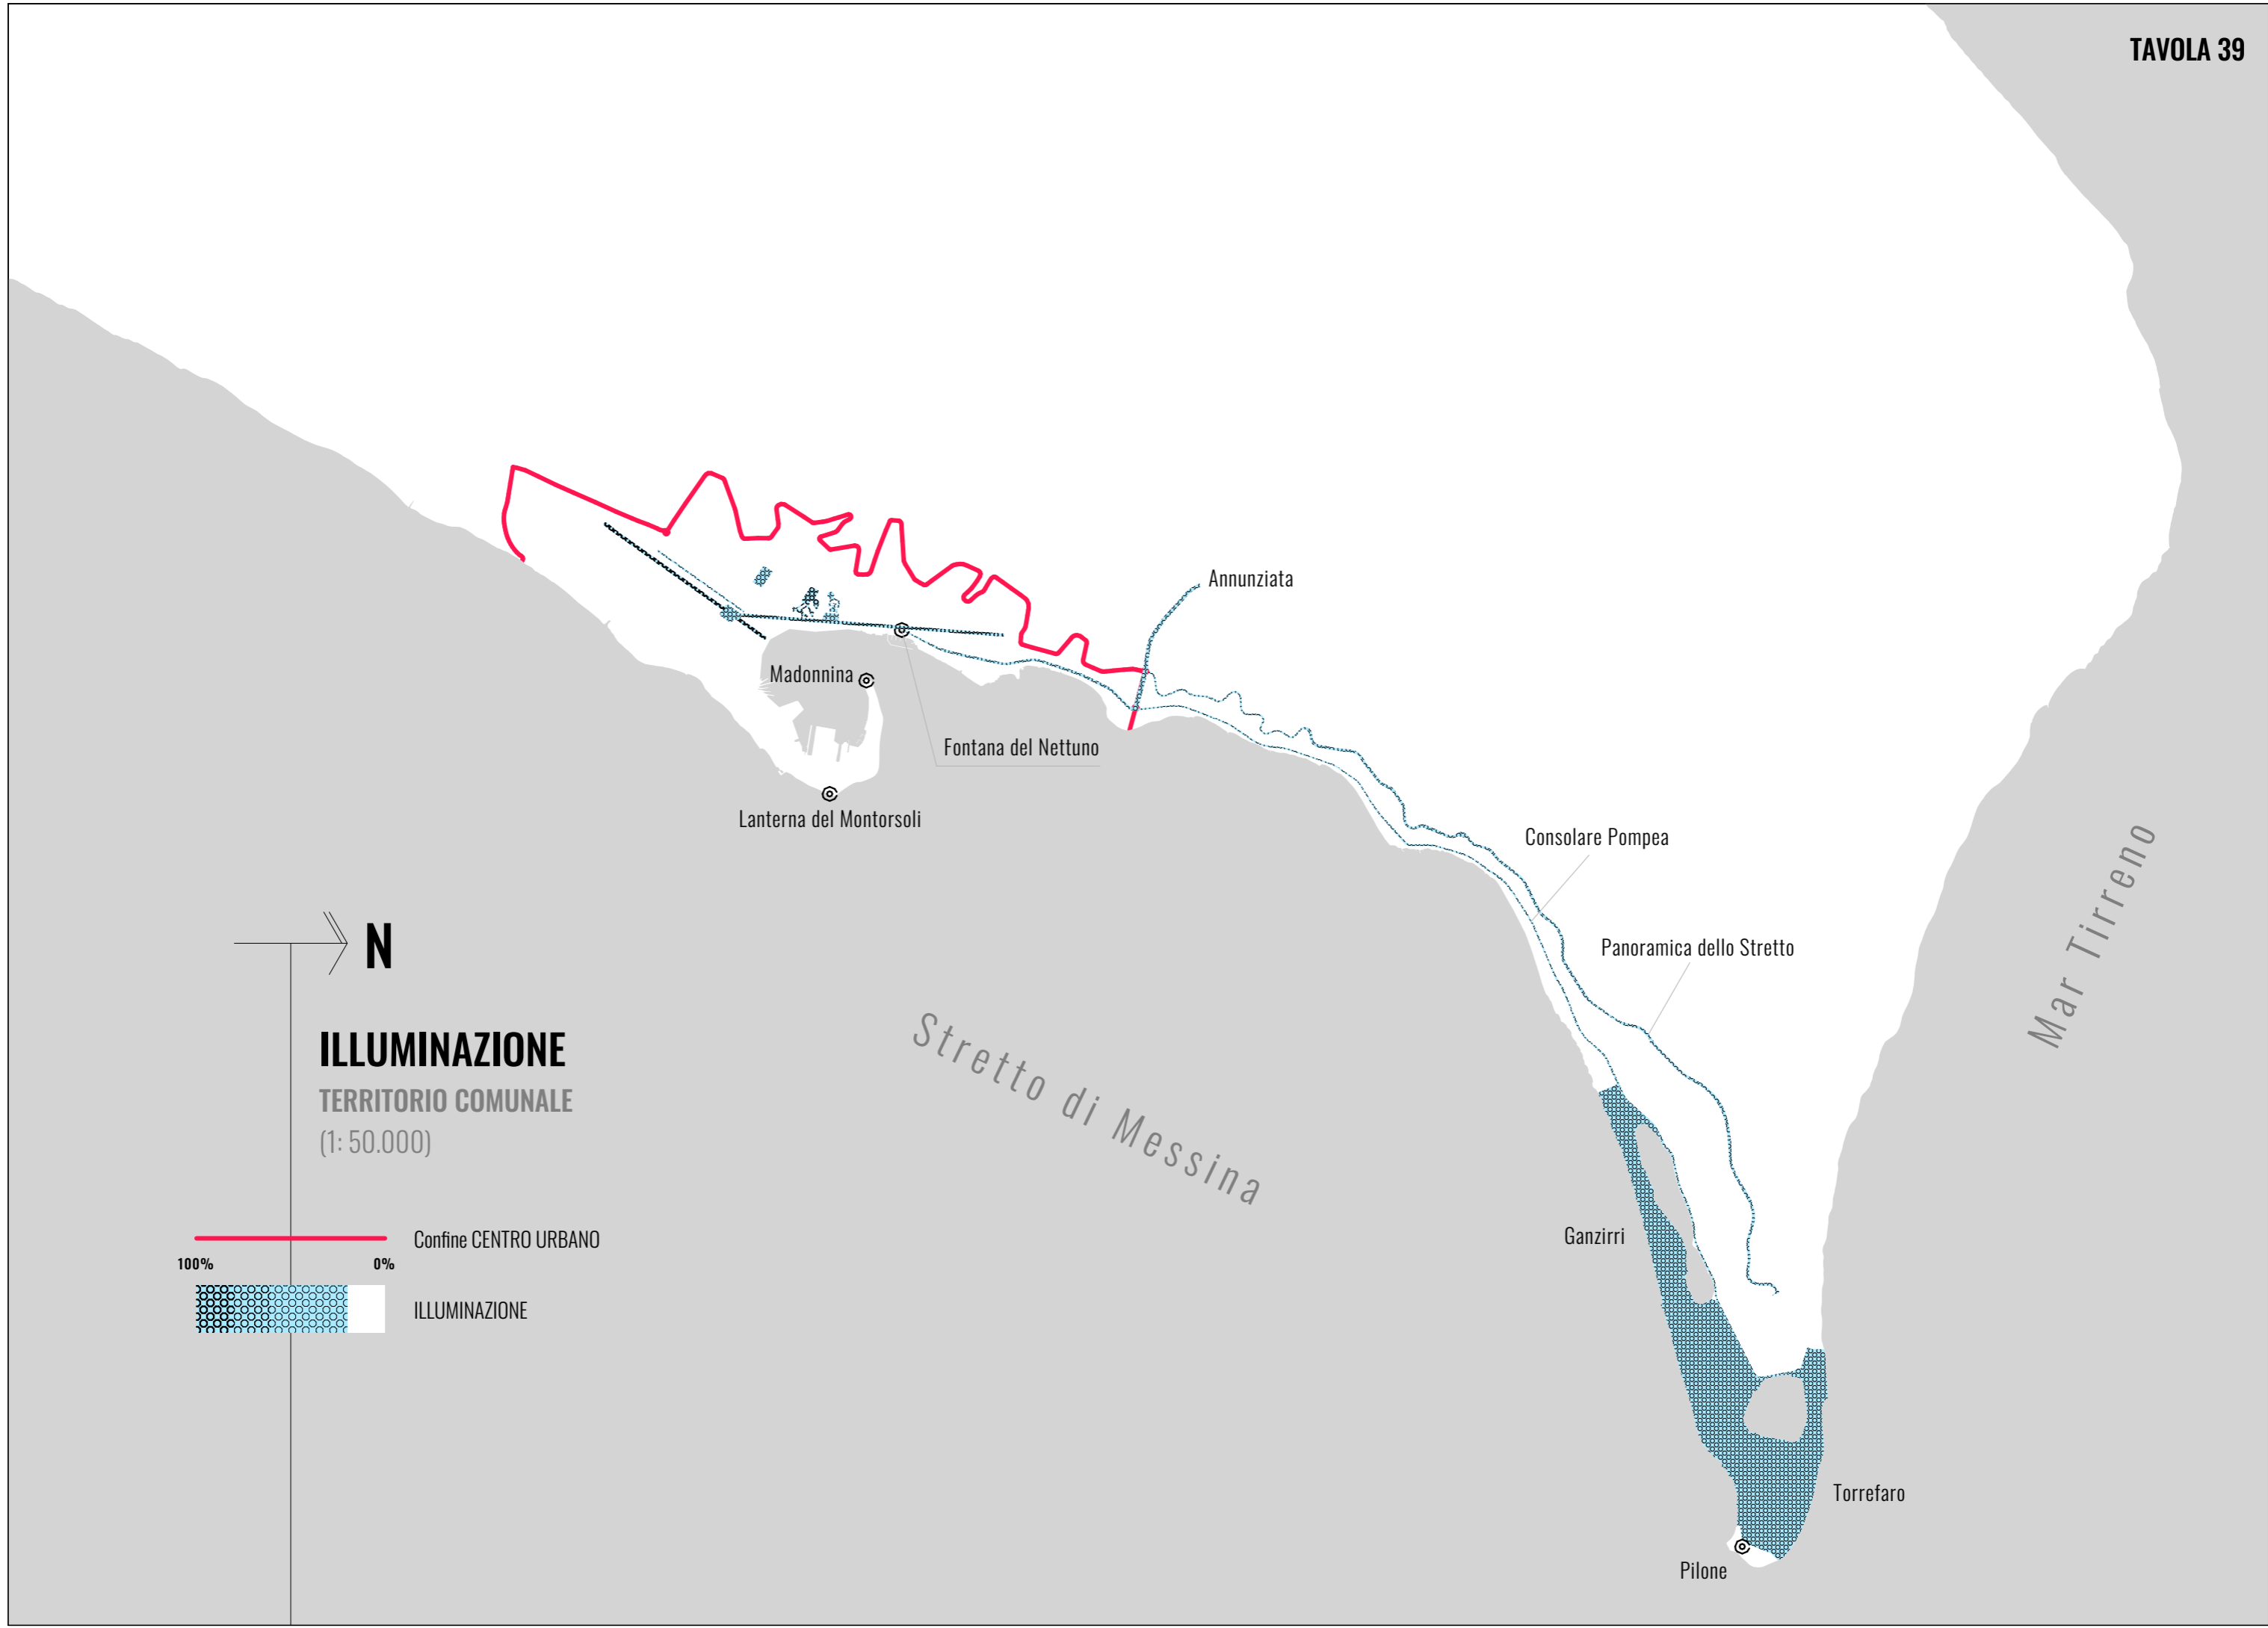 TAVOLA 39
Annunziata
Madonnina
Fontana del Nettuno
Lanterna del Montorsoli
Consolare Pompea
Mar Tirreno
Panoramica dello Stretto
N
Stretto di Messina
ILLUMINAZIONE
TERRITORIO COMUNALE
(1: 50.000)
Ganzirri
Confine CENTRO URBANO
100% 0%
ILLUMINAZIONE
Torrefaro
Pilone